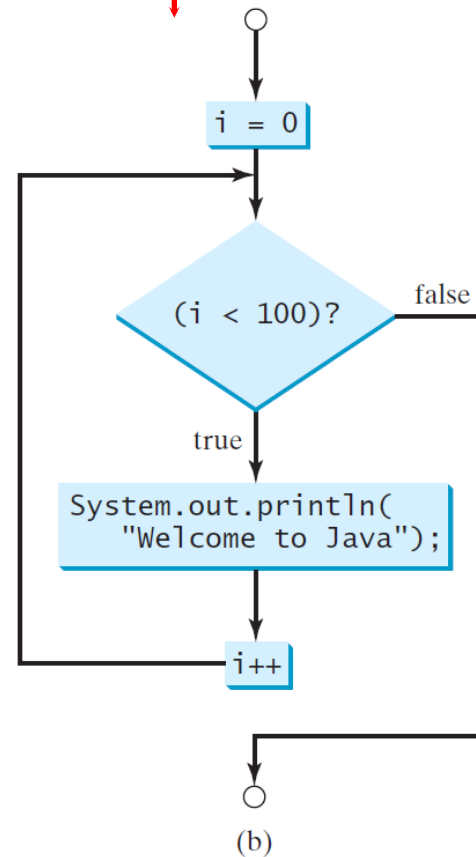 i = 0
(i < 100)?
false
true
System.out.println(
"Welcome to Java");
i++
(b)